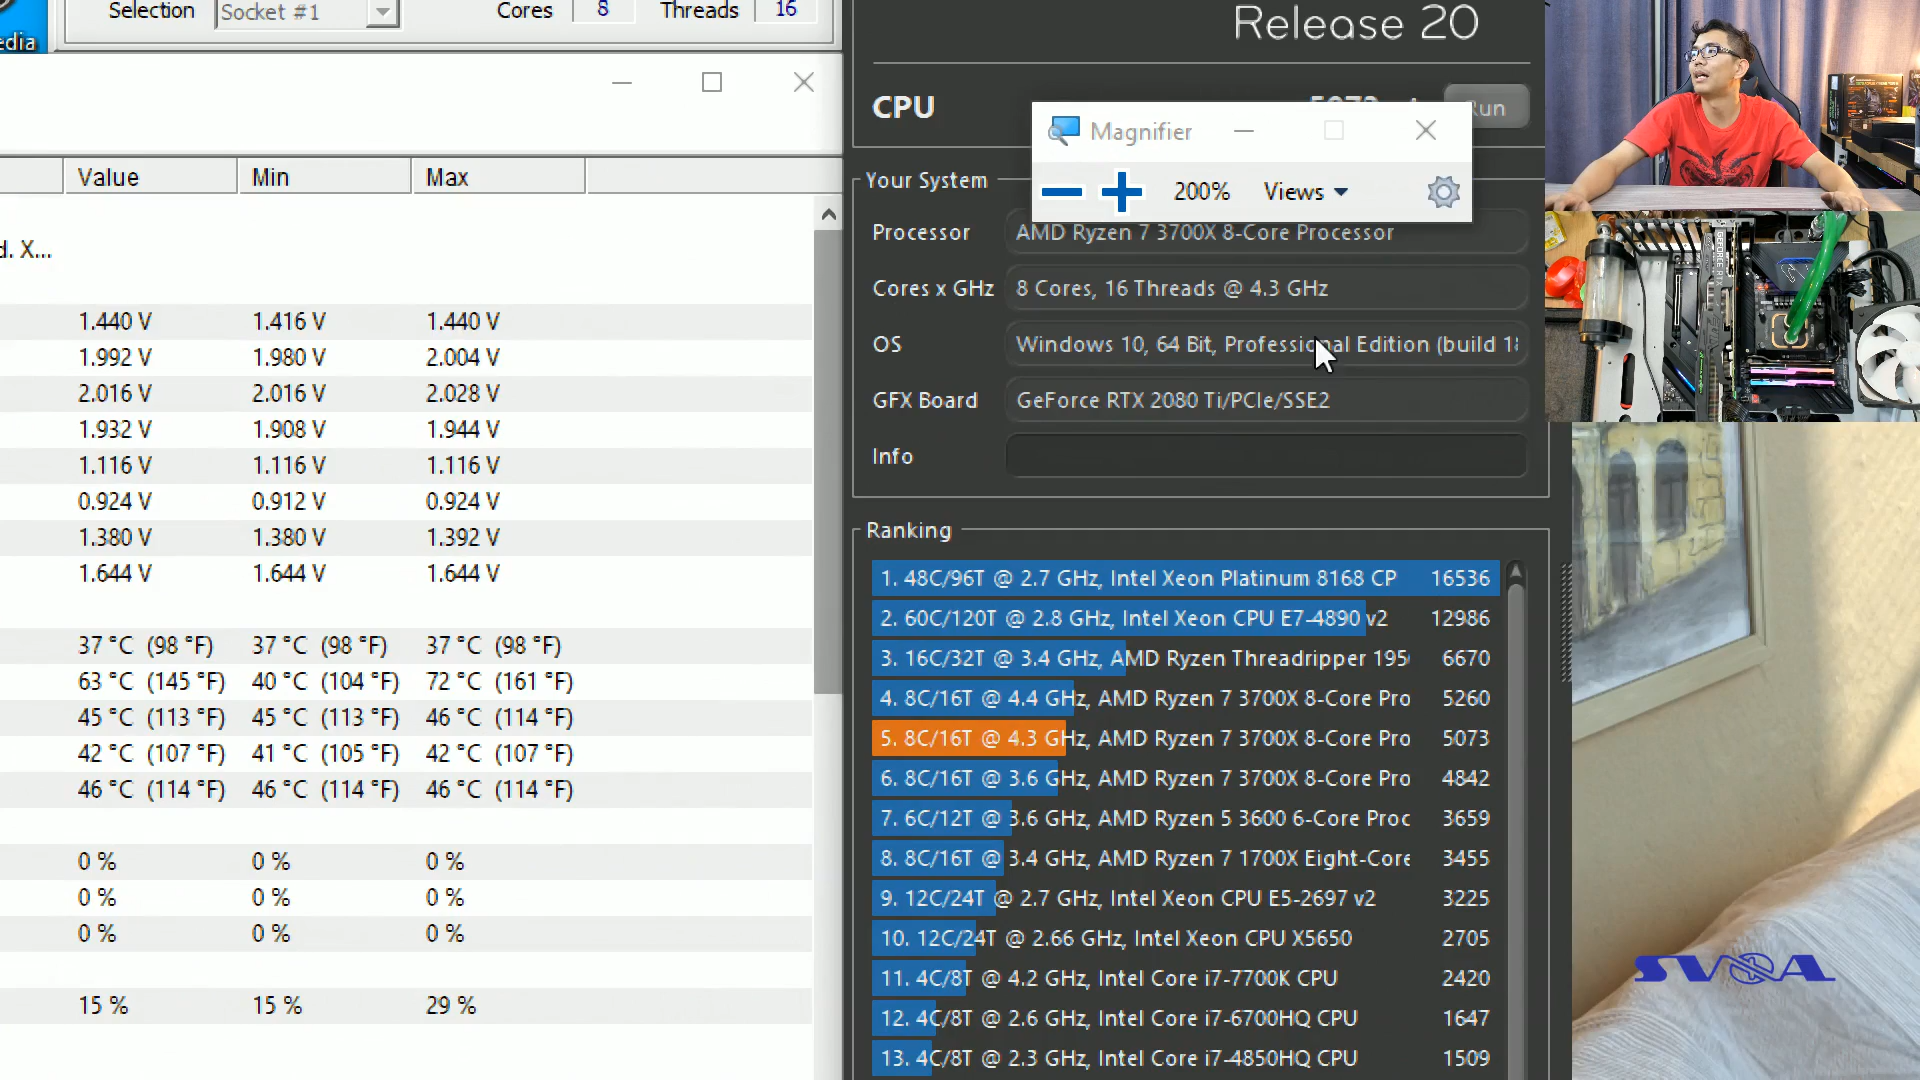 edia
Selection Socket #1 Cores 8 Threads 16
Value Min Max
d. X...
1.440 V 1.416 V 1.440 V
1.992 V 1.980 V 2.004 V
2.016 V 2.016 V 2.028 V
1.932 V 1.908 V 1.944 V
1.116 V 1.116 V 1.116 V
0.924 V 0.912 V 0.924 V
1.380 V 1.380 V 1.392 V
1.644 V 1.644 V 1.644 V
37 °C (98 °F) 37 °C (98 °F) 37 °C (98 °F)
63 °C (145 °F) 40 °C (104 °F) 72 °C (161 °F)
45 °C (113 °F) 45 °C (113 °F) 46 °C (114 °F)
42 °C (107 °F) 41 °C (105 °F) 42 °C (107 °F)
46 °C (114 °F) 46 °C (114 °F) 46 °C (114 °F)
0 % 0 % 0 %
0 % 0 % 0 %
0 % 0 % 0 %
15 % 15 % 29 %
Release 20
CPU
Magnifier
200% Views
Your System
Processor AMD Ryzen 7 3700X 8-Core Processor
Cores x GHz 8 Cores, 16 Threads @ 4.3 GHz
OS Windows 10, 64 Bit, Professional Edition (build 18
GFX Board GeForce RTX 2080 Ti/PCIe/SSE2
Info
Ranking
1. 48C/96T @ 2.7 GHz, Intel Xeon Platinum 8168 CP 16536
2. 60C/120T @ 2.8 GHz, Intel Xeon CPU E7-4890 v2 12986
3. 16C/32T @ 3.4 GHz, AMD Ryzen Threadripper 195 6670
4. 8C/16T @ 4.4 GHz, AMD Ryzen 7 3700X 8-Core Pro 5260
5. 8C/16T @ 4.3 GHz, AMD Ryzen 7 3700X 8-Core Pro 5073
6. 8C/16T @ 3.6 GHz, AMD Ryzen 7 3700X 8-Core Pro 4842
7. 6C/12T @ 3.6 GHz, AMD Ryzen 5 3600 6-Core Proc 3659
8. 8C/16T @ 3.4 GHz, AMD Ryzen 7 1700X Eight-Core 3455
9. 12C/24T @ 2.7 GHz, Intel Xeon CPU E5-2697 v2 3225
10. 12C/24T @ 2.66 GHz, Intel Xeon CPU X5650 2705
11. 4C/8T @ 4.2 GHz, Intel Core i7-7700K CPU 2420
12. 4C/8T @ 2.6 GHz, Intel Core i7-6700HQ CPU 1647
13. 4C/8T @ 2.3 GHz, Intel Core i7-4850HQ CPU 1509
SVOA